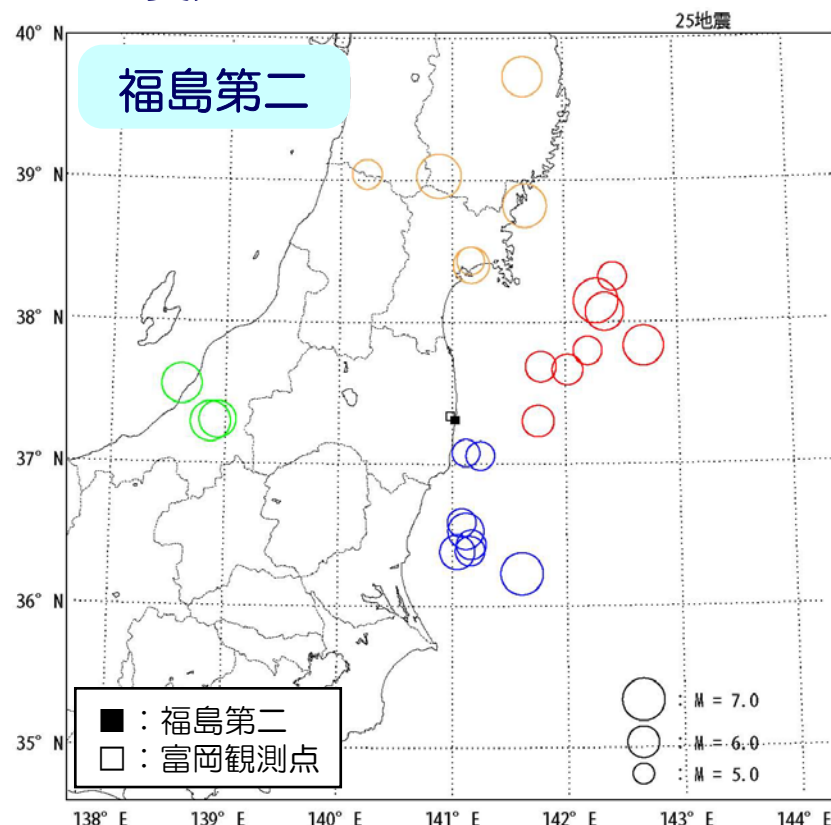 25地震
40° N
福島第二
39° N
38° N
37° N
36° N
35° N
■：福島第二
□：富岡観測点
：M = 7.0
：M = 6.0
：M = 5.0
138° E 139° E 140° E 141° E 142° E 143° E 144° E